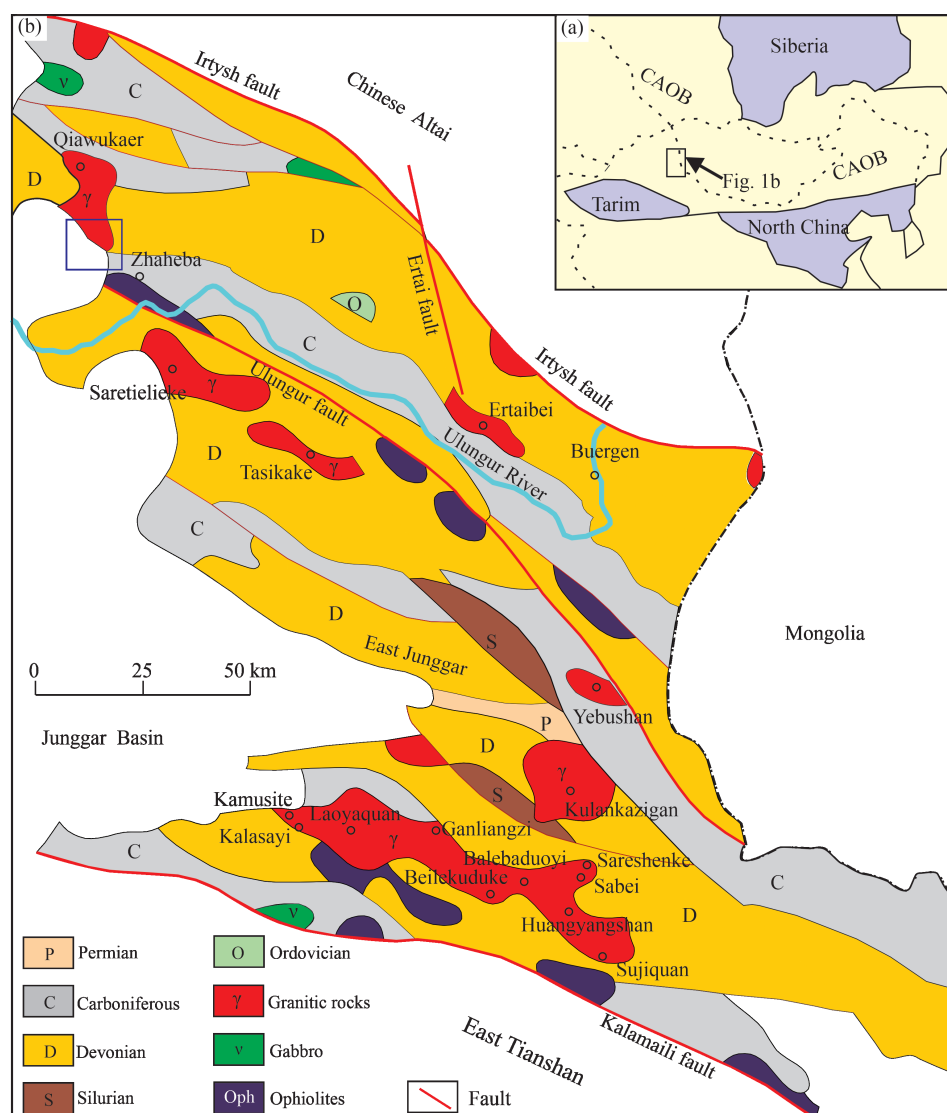 (b)
(a)
Siberia
CAOB
CAOB
Fig. 1b
Tarim
North China
Irtysh fault
Chinese Altai
C
ν
Qiawukaer
D
γ
D
Zhaheba
Ertai fault
O
C
Irtysh fault
Saretielieke
γ
Ulungur fault
Ertaibei
Buergen
Ulungur River
D
Tasikake
γ
C
D
S
East Junggar
Mongolia
0 25 50 km
Yebushan
P
Junggar Basin
D
γ
S
Kulankazigan
Kamusite
Laoyaquan
Kalasayi
γ
Ganliangzi
C
Balebaduoyi
Sareshenke
Beilekuduke
Sabei
C
ν
Huangyangshan
D
Sujiquan
Kalamaili fault
East Tianshan
P Permian
C Carboniferous
D Devonian
S Silurian
O Ordovician
γ Granitic rocks
ν Gabbro
Oph Ophiolites
Fault